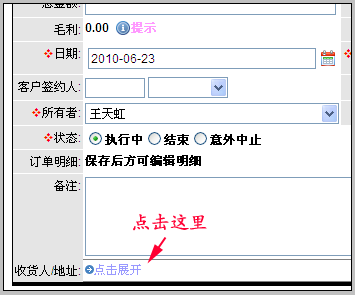 总金额:
毛利: 0.00 提示
日期: 2010-06-23
客户签约人:
所有者: 王天虹
状态: 执行中 结束 意外中止
订单明细: 保存后方可编辑明细
备注:
点击这里
收货人/地址: 点击展开